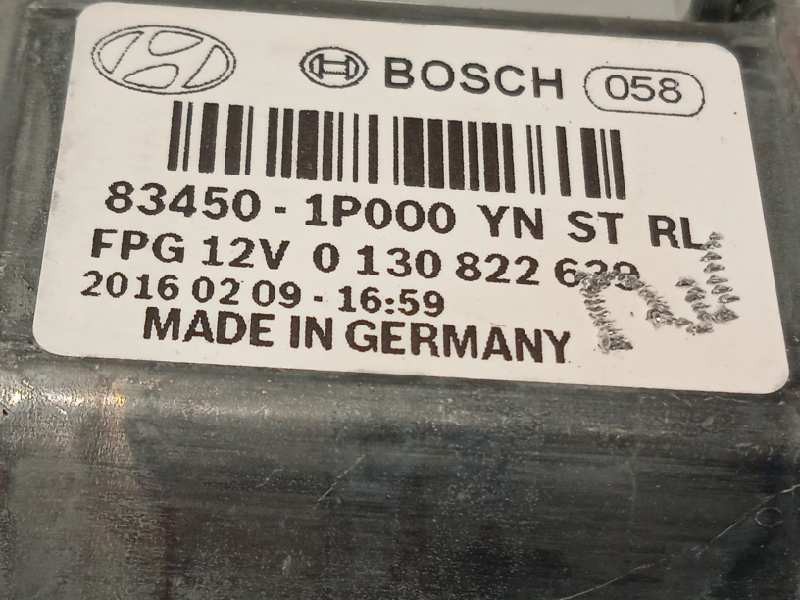 BOSCH 058
83450 - 1P000 YN ST RL
FPG 12V 0 130 822 639
2016 02 09 - 16:59
MADE IN GERMANY